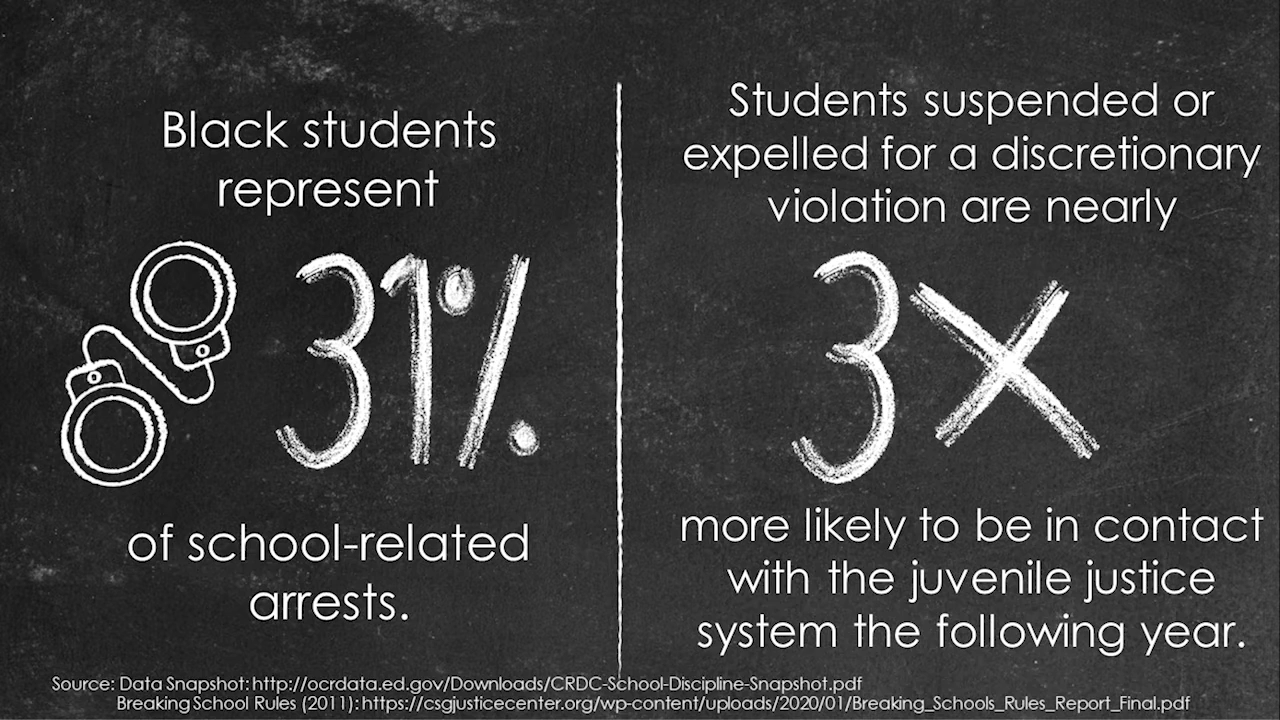 Black students
represent
31%
of school-related
arrests.
Students suspended or
expelled for a discretionary
violation are nearly
3×
more likely to be in contact
with the juvenile justice
system the following year.
Source: Data Snapshot: http://ocrdata.ed.gov/Downloads/CRDC-School-Discipline-Snapshot.pdf
Breaking School Rules (2011): https://csgjusticecenter.org/wp-content/uploads/2020/01/Breaking_Schools_Rules_Report_Final.pdf